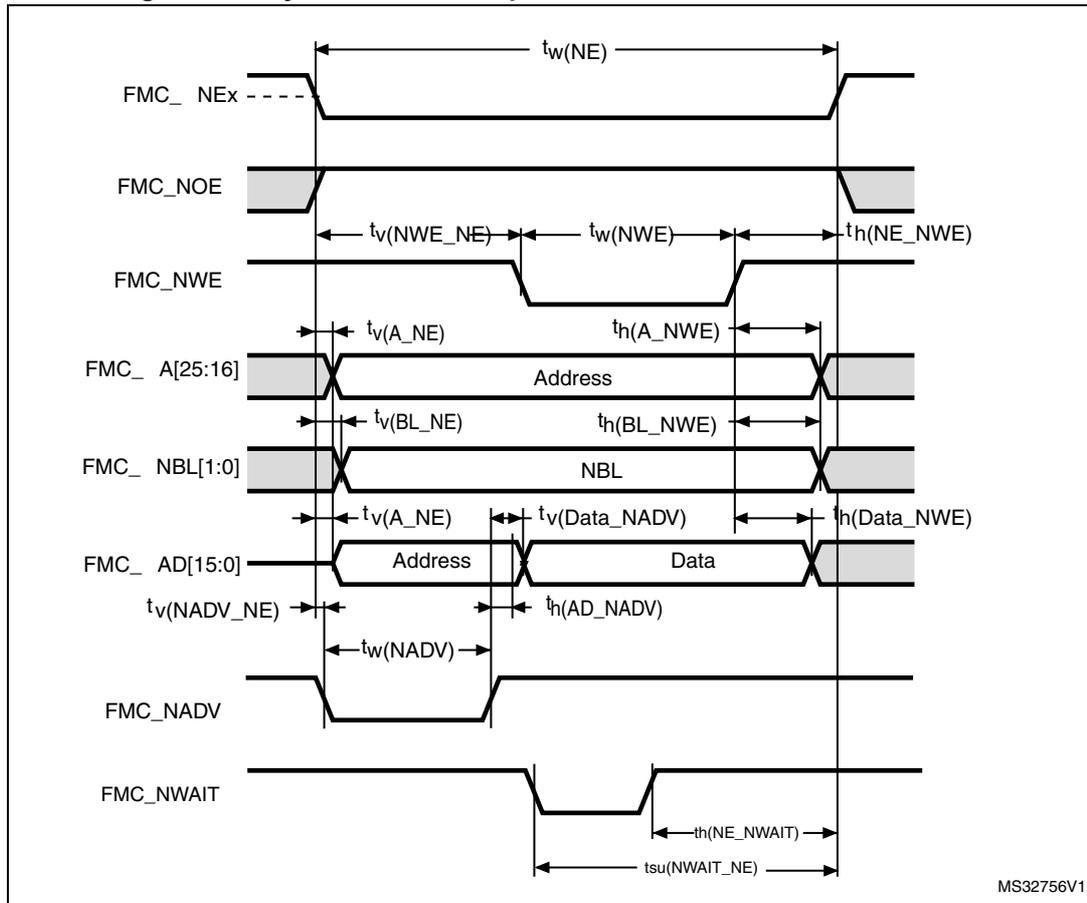 tw(NE)
FMC_ NEx
FMC_NOE
tv(NWE_NE)
tw(NWE)
th(NE_NWE)
FMC_NWE
tv(A_NE)
th(A_NWE)
FMC_ A[25:16]
Address
tv(BL_NE)
th(BL_NWE)
FMC_ NBL[1:0]
NBL
tv(A_NE)
tv(Data_NADV)
th(Data_NWE)
FMC_ AD[15:0]
Address
Data
tv(NADV_NE)
th(AD_NADV)
tw(NADV)
FMC_NADV
FMC_NWAIT
th(NE_NWAIT)
tsu(NWAIT_NE)
MS32756V1